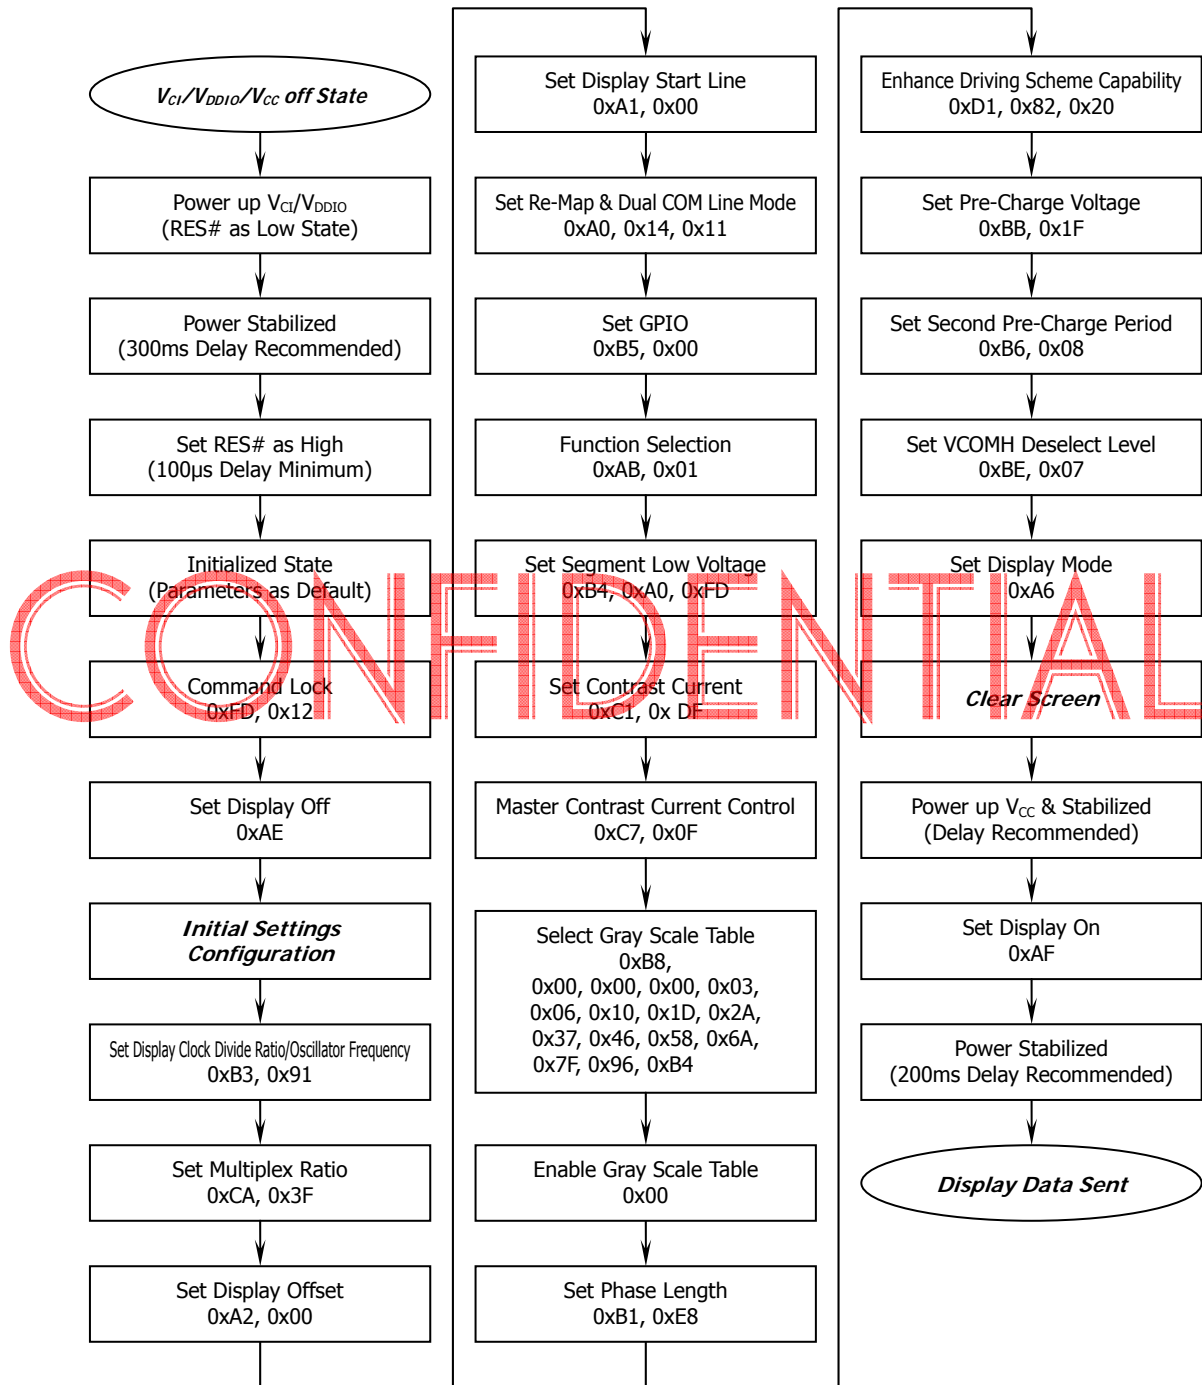 V_CI/V_DDIO/V_CC off State
Power up V_CI/V_DDIO
(RES# as Low State)
Power Stabilized
(300ms Delay Recommended)
Set RES# as High
(100μs Delay Minimum)
Initialized State
(Parameters as Default)
Command Lock
0xFD, 0x12
Set Display Off
0xAE
Initial Settings
Configuration
Set Display Clock Divide Ratio/Oscillator Frequency
0xB3, 0x91
Set Multiplex Ratio
0xCA, 0x3F
Set Display Offset
0xA2, 0x00
Set Display Start Line
0xA1, 0x00
Set Re-Map & Dual COM Line Mode
0xA0, 0x14, 0x11
Set GPIO
0xB5, 0x00
Function Selection
0xAB, 0x01
Set Segment Low Voltage
0xB4, 0xA0, 0xFD
Set Contrast Current
0xC1, 0x DF
Master Contrast Current Control
0xC7, 0x0F
Select Gray Scale Table
0xB8,
0x00, 0x00, 0x00, 0x03,
0x06, 0x10, 0x1D, 0x2A,
0x37, 0x46, 0x58, 0x6A,
0x7F, 0x96, 0xB4
Enable Gray Scale Table
0x00
Set Phase Length
0xB1, 0xE8
Enhance Driving Scheme Capability
0xD1, 0x82, 0x20
Set Pre-Charge Voltage
0xBB, 0x1F
Set Second Pre-Charge Period
0xB6, 0x08
Set VCOMH Deselect Level
0xBE, 0x07
Set Display Mode
0xA6
Clear Screen
Power up V_CC & Stabilized
(Delay Recommended)
Set Display On
0xAF
Power Stabilized
(200ms Delay Recommended)
Display Data Sent
CONFIDENTIAL